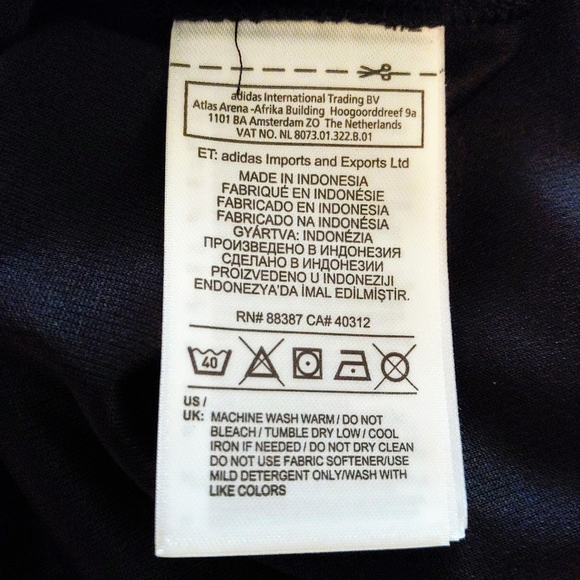 adidas International Trading BV
Atlas Arena -Afrika Building Hoogoorddreef 9a
1101 BA Amsterdam ZO The Netherlands
VAT NO. NL 8073.01.322.B.01
ET: adidas Imports and Exports Ltd
MADE IN INDONESIA
FABRIQUÉ EN INDONÉSIE
FABRICADO EN INDONESIA
FABRICADO NA INDONÉSIA
GYÁRTVA: INDONÉZIA
ПРОИЗВЕДЕНО В ИНДОНЕЗИЯ
СДЕЛАНО В ИНДОНЕЗИИ
PROIZVEDENO U INDONEZIJI
ENDONEZYA'DA İMAL EDİLMİŞTİR.
RN# 88387 CA# 40312
40
US /
UK: MACHINE WASH WARM / DO NOT
BLEACH / TUMBLE DRY LOW / COOL
IRON IF NEEDED / DO NOT DRY CLEAN
DO NOT USE FABRIC SOFTENER/USE
MILD DETERGENT ONLY/WASH WITH
LIKE COLORS